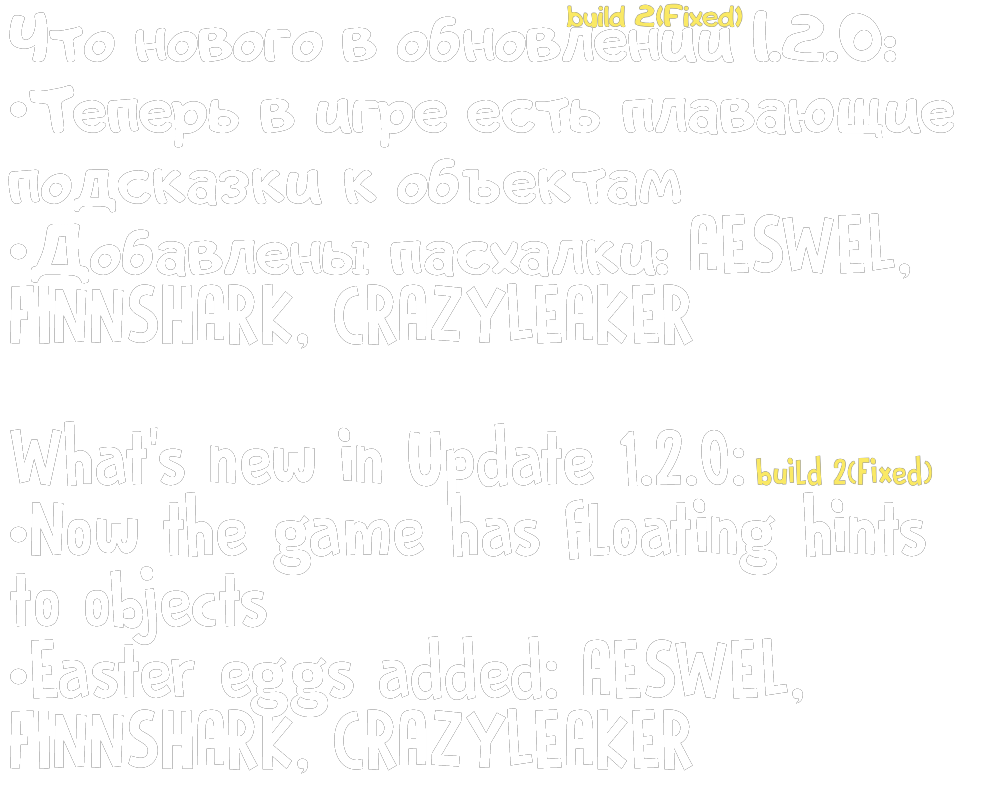 build 2(Fixed)
Что нового в обновлении 1.2.0:
•Теперь в игре есть плавающие
подсказки к объектам
•Добавлены пасхалки: AESWEL,
FINNSHARK, CRAZYLEAKER
What's new in Update 1.2.0: build 2(Fixed)
•Now the game has floating hints
to objects
•Easter eggs added: AESWEL,
FINNSHARK, CRAZYLEAKER